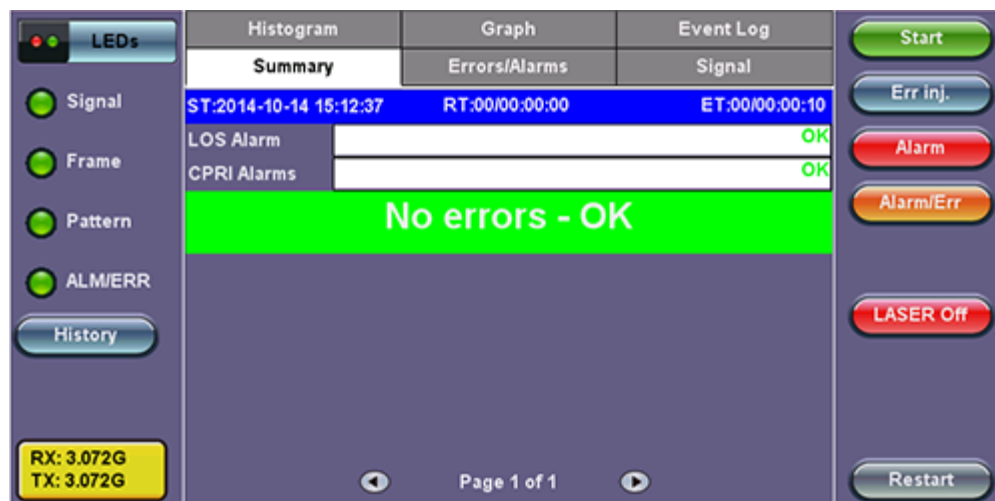 LEDs
Histogram
Graph
Event Log
Start
Summary
Errors/Alarms
Signal
Signal
ST:2014-10-14 15:12:37 RT:00/00:00:00 ET:00/00:00:10
Err inj.
LOS Alarm OK
Alarm
Frame
CPRI Alarms OK
Pattern
No errors - OK
Alarm/Err
ALM/ERR
History
LASER Off
RX: 3.072G
TX: 3.072G
Page 1 of 1
Restart